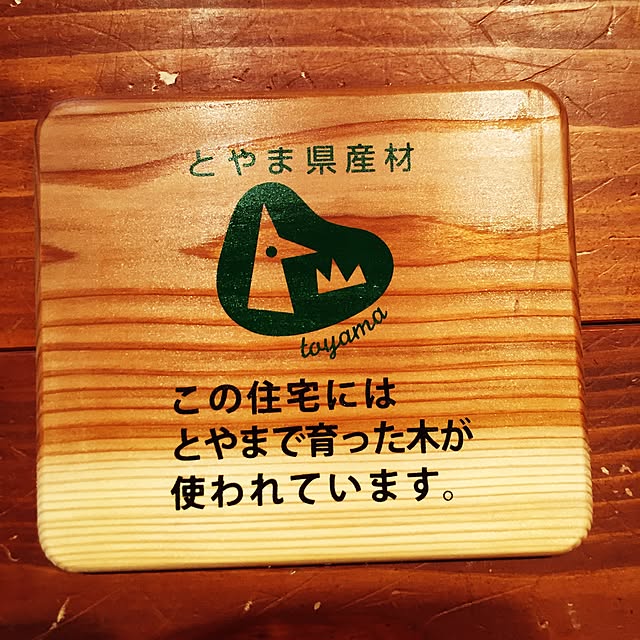 とやま県産材
toyama
この住宅には
とやまで育った木が
使われています。